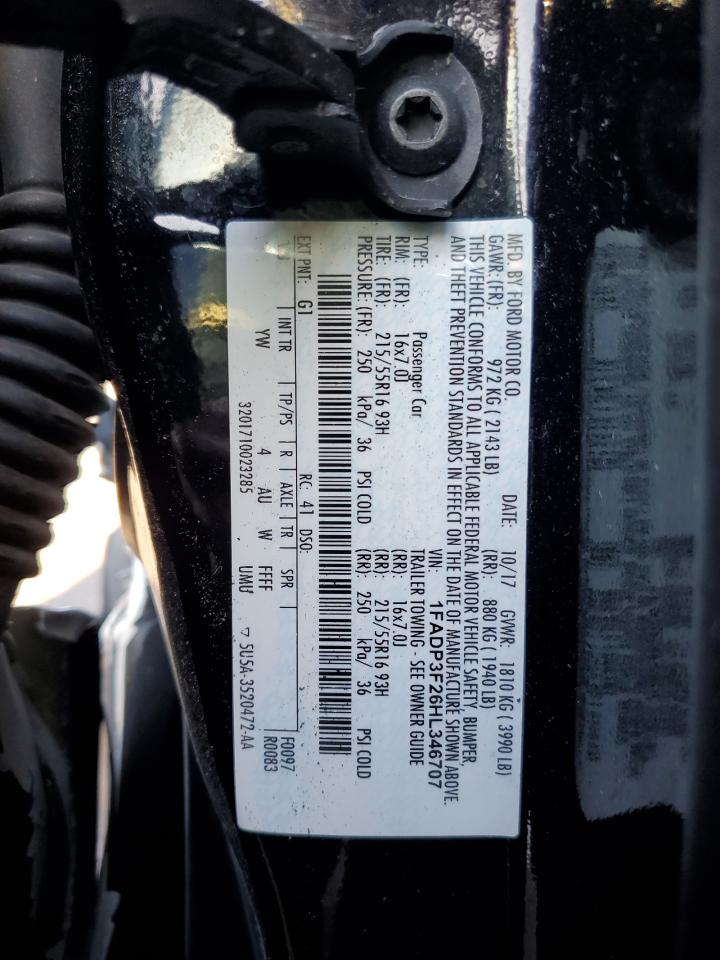 MFD. BY FORD MOTOR CO. DATE: 10/17 GVWR: 1810 KG ( 3990 LB)
GAWR: (FR): 972 KG ( 2143 LB) (RR): 880 KG ( 1940 LB)
THIS VEHICLE CONFORMS TO ALL APPLICABLE FEDERAL MOTOR VEHICLE SAFETY, BUMPER,
AND THEFT PREVENTION STANDARDS IN EFFECT ON THE DATE OF MANUFACTURE SHOWN ABOVE.
VIN: 1FADP3F26HL346707
TYPE: Passenger Car TRAILER TOWING - SEE OWNER GUIDE
RIM: (FR): 16x7.0J (RR): 16x7.0J
TIRE: (FR): 215/55R16 93H (RR): 215/55R16 93H
PRESSURE: (FR): 250 kPa/ 36 PSI COLD (RR): 250 kPa/ 36 PSI COLD
EXT PNT: G1 RC: 41 DSO: F0097
INT TR TP/PS R AXLE TR SPR R0083
YW 4 AU W FFFF
3201710023285 UMU ▽ 5U5A-3520472-AA